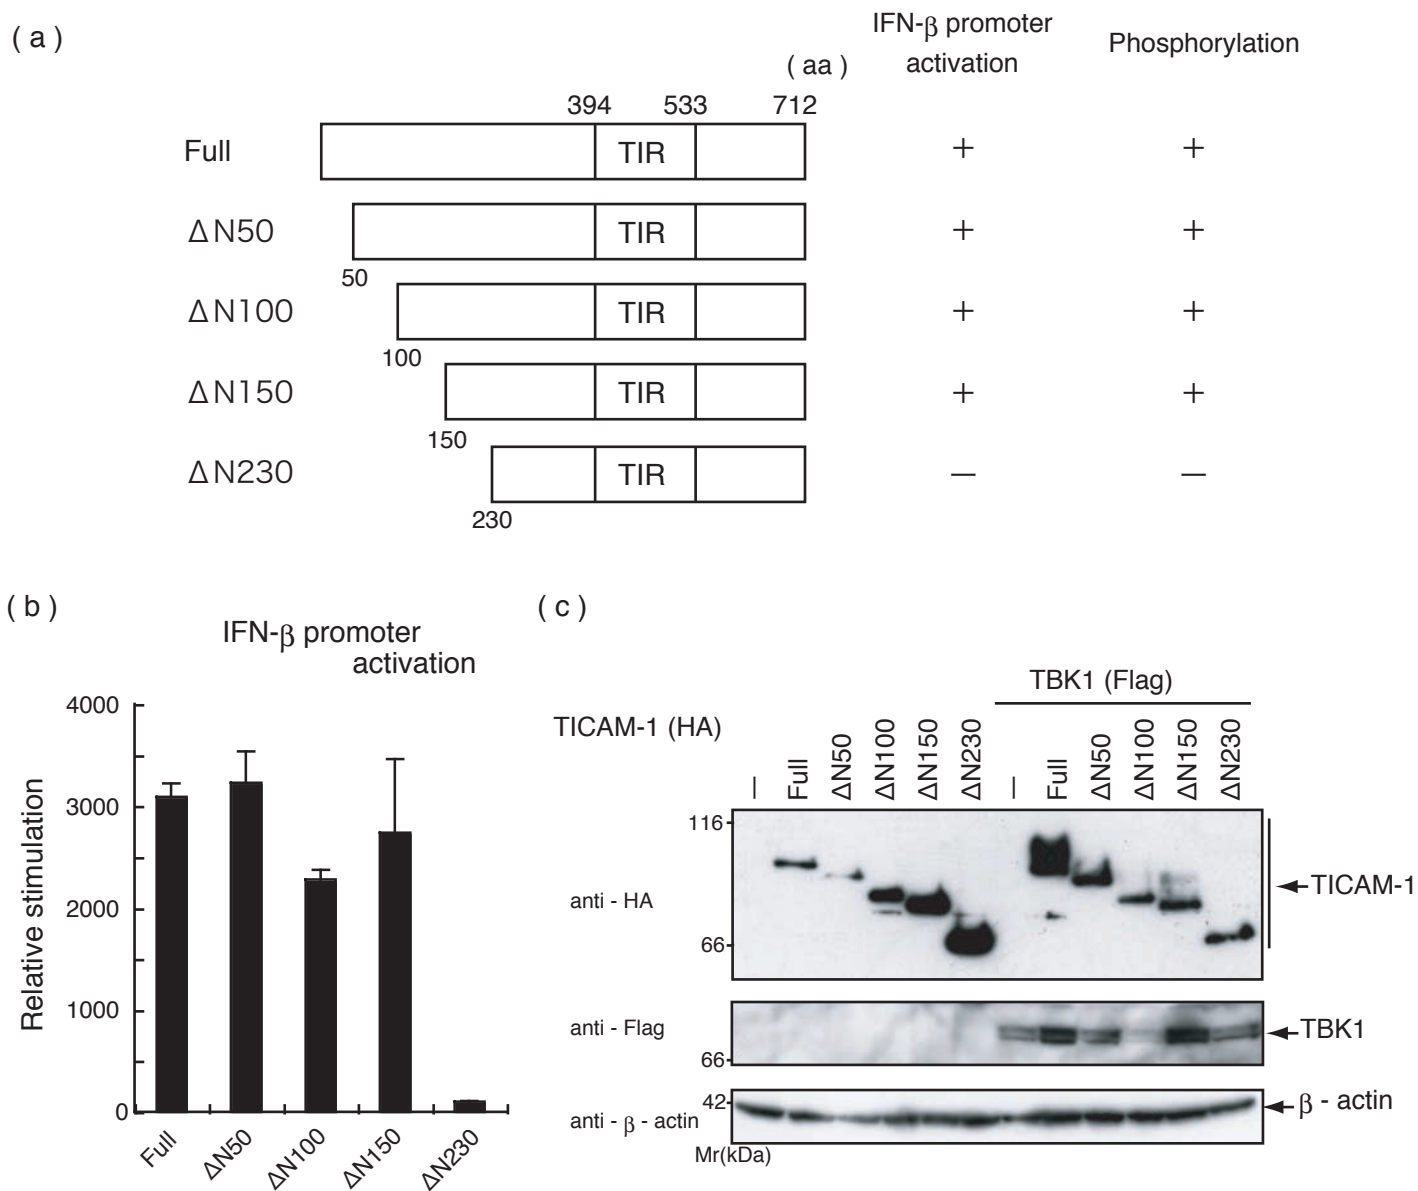 ( a )
IFN-β promoter
activation
Phosphorylation
( aa )
394 533 712
Full TIR + +
ΔN50 TIR + +
50
ΔN100 TIR + +
100
ΔN150 TIR + +
150
ΔN230 TIR — —
230
( b )
IFN-β promoter
activation
Relative stimulation
4000
3000
2000
1000
0
Full ΔN50 ΔN100 ΔN150 ΔN230
( c )
TBK1 (Flag)
TICAM-1 (HA)
— Full ΔN50 ΔN100 ΔN150 ΔN230 — Full ΔN50 ΔN100 ΔN150 ΔN230
116
anti - HA
TICAM-1
66
anti - Flag
TBK1
66
42
anti - β - actin
β - actin
Mr(kDa)